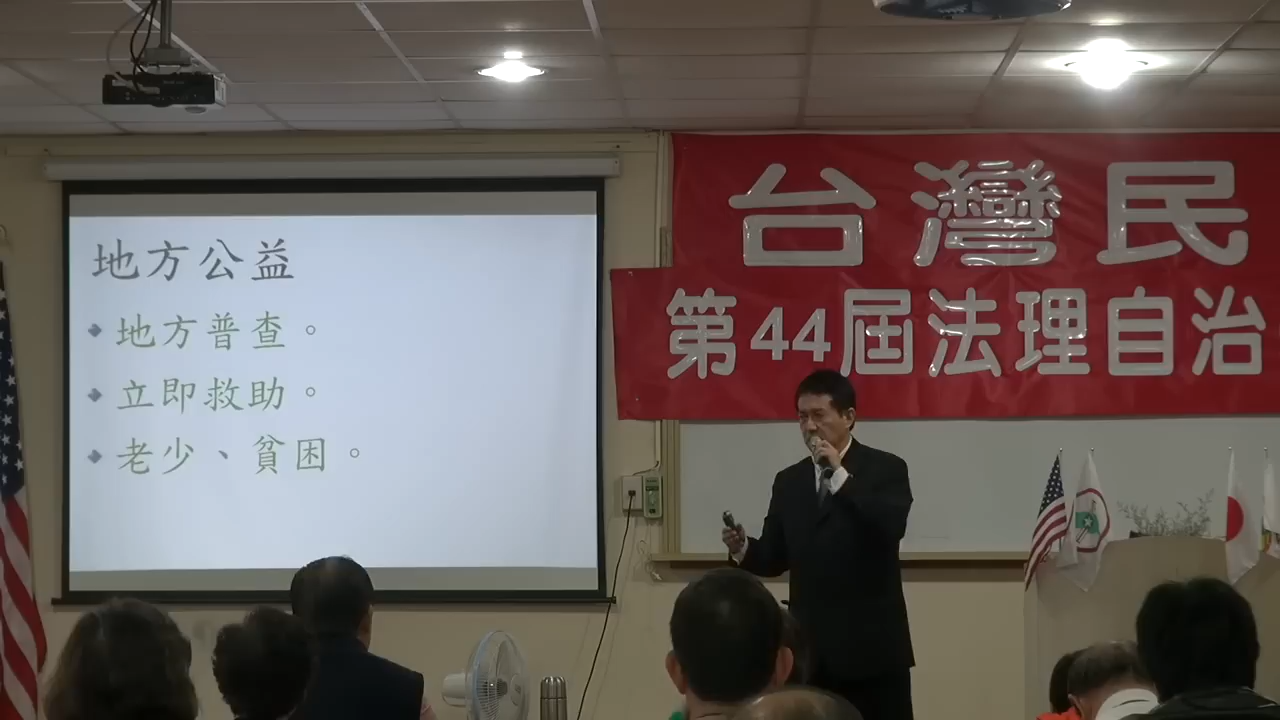 地方公益
地方普查。
立即救助。
老少、貧困。
台灣民
第44屆法理自治